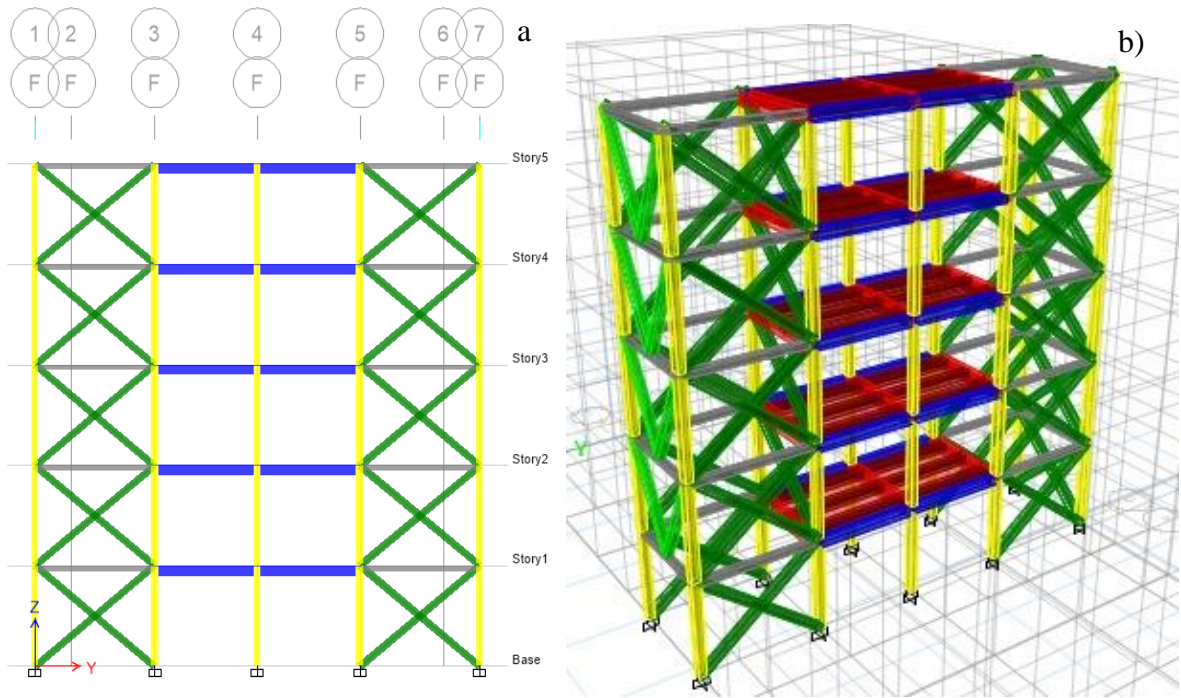 1 2 3 4 5 6 7 a
F F F F F F F
b)
Story5
Story4
Story3
Story2
Story1
Base
Z
Y
Y